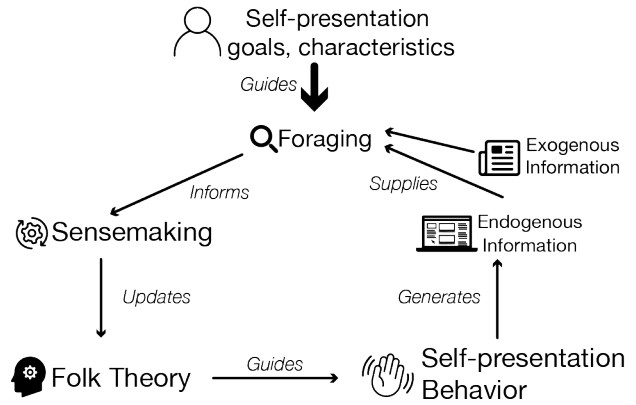 Self-presentation
goals, characteristics
Guides
Foraging
Exogenous
Information
Informs
Supplies
Sensemaking
Endogenous
Information
Updates
Generates
Folk Theory
Guides
Self-presentation
Behavior